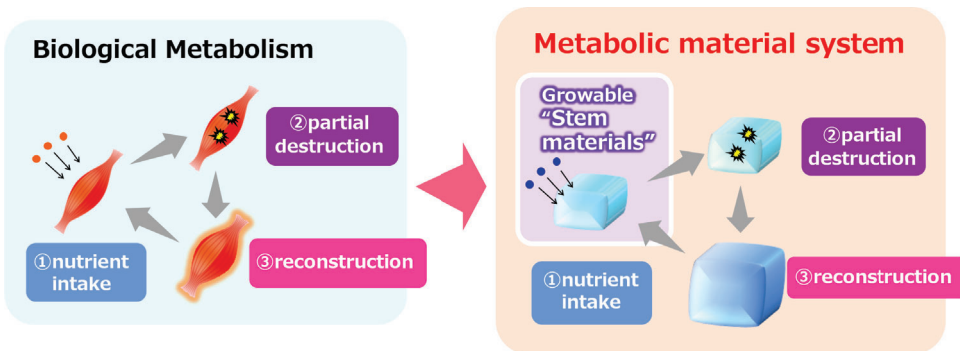 Biological Metabolism
②partial
destruction
①nutrient
intake
③reconstruction
Metabolic material system
Growable
“Stem
materials”
②partial
destruction
①nutrient
intake
③reconstruction